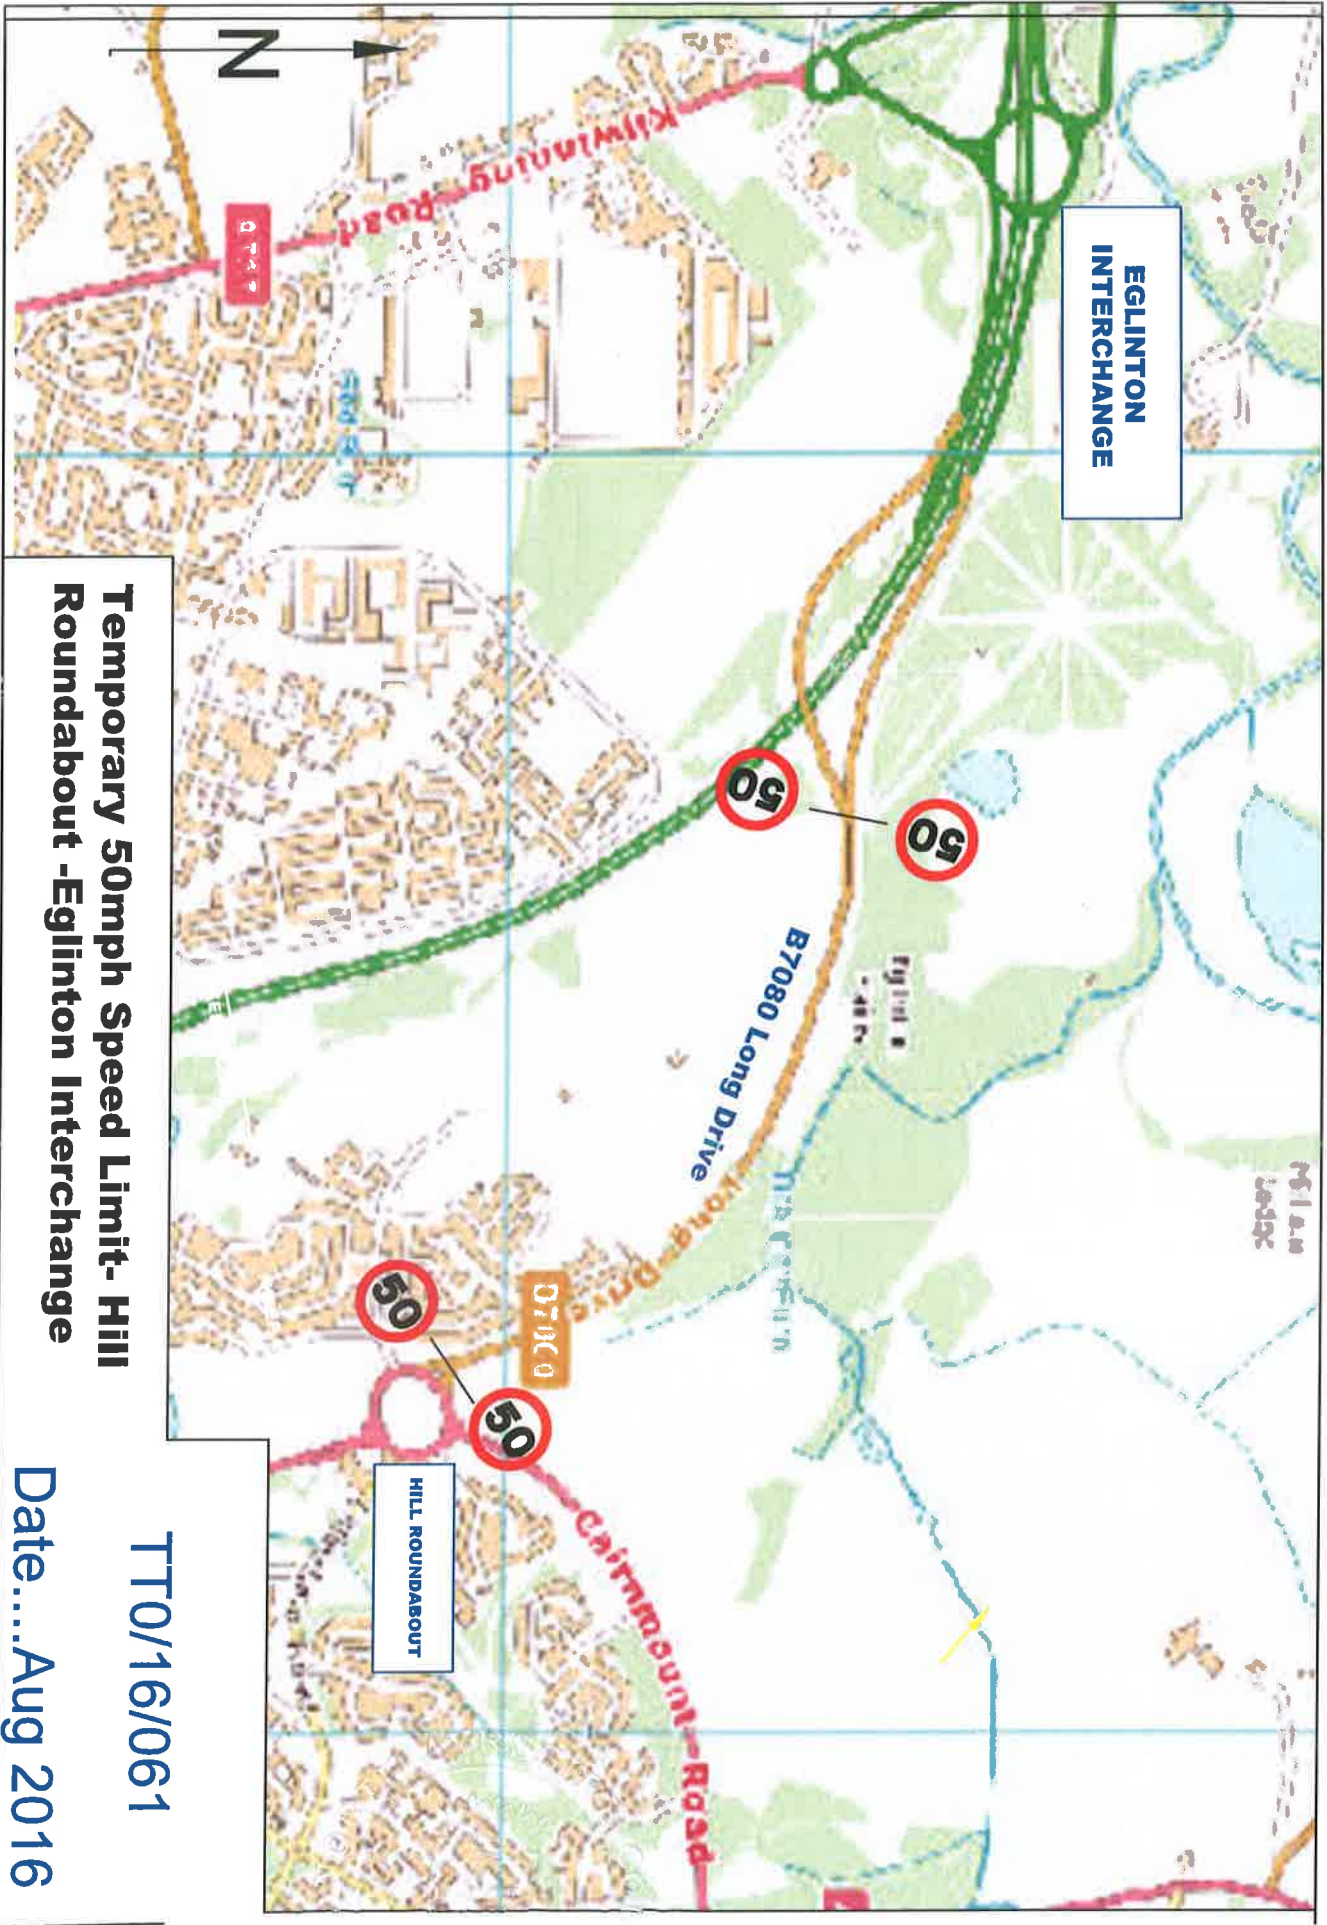 N
EGLINTON
INTERCHANGE
Kilwinning Road
50
50
B7080 Long Drive
Long Drive
50
50
HILL ROUNDABOUT
Cairnmount Road
Temporary 50mph Speed Limit- Hill
Roundabout -Eglinton Interchange
TT0/16/061
Date....Aug 2016